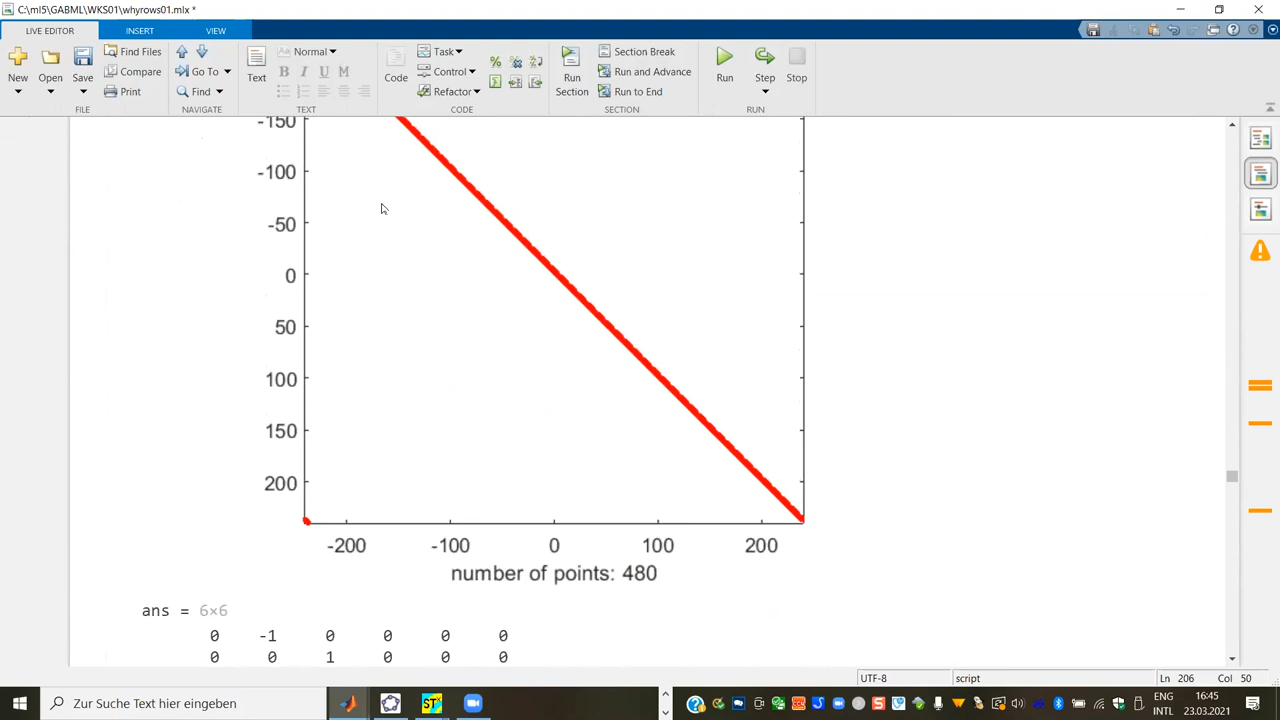 C:\ml5\GABML\WKS01\whyrows01.mlx *
LIVE EDITOR INSERT VIEW
New Open Save Find Files Compare Print
FILE
Go To Find
NAVIGATE
Text Normal B I U M
TEXT
Code Task Control Refactor
CODE
Run Section Section Break Run and Advance Run to End
SECTION
Run Step Stop
RUN
-150
-100
-50
0
50
100
150
200
-200 -100 0 100 200
number of points: 480
ans = 6×6
0 -1 0 0 0 0
0 0 1 0 0 0
UTF-8 script Ln 206 Col 50
Zur Suche Text hier eingeben
ENG 16:45
INTL 23.03.2021